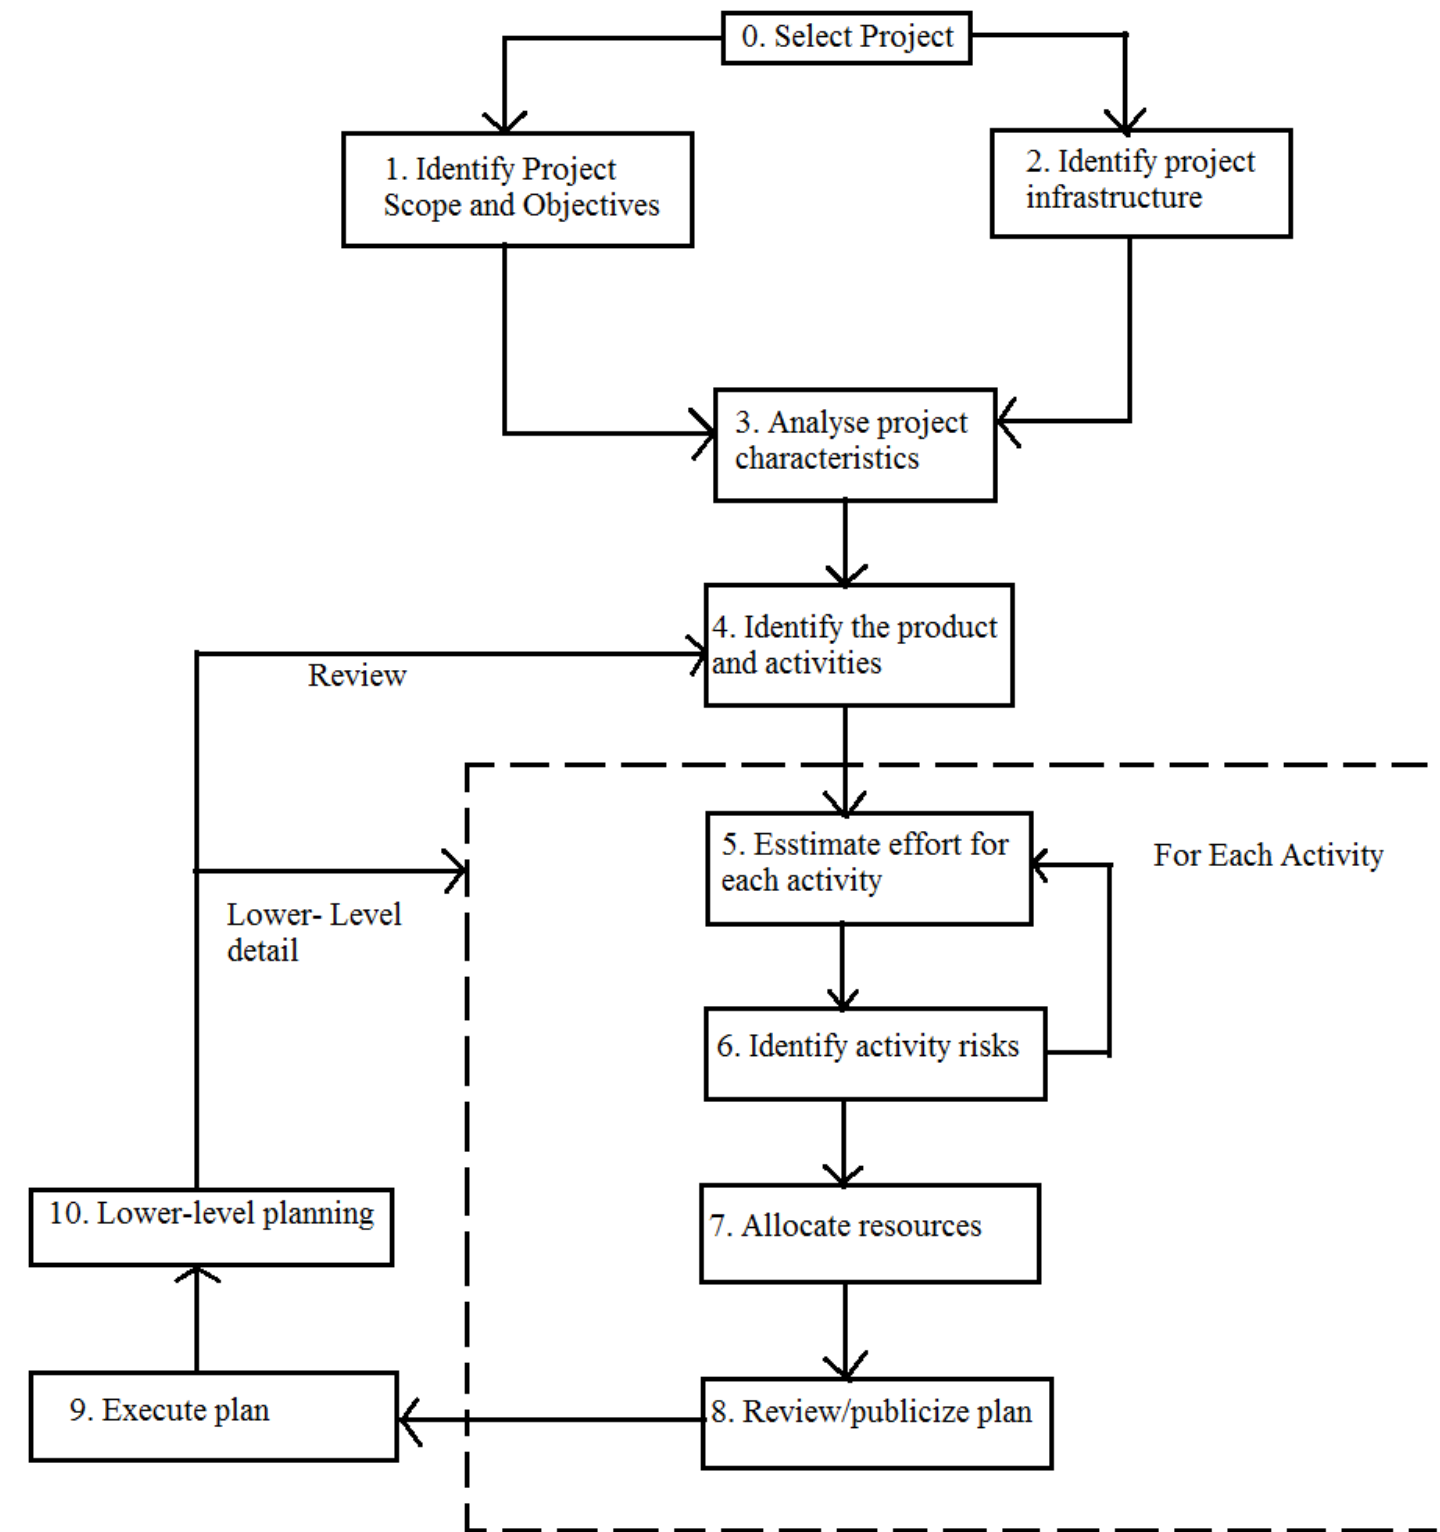 0. Select Project
1. Identify Project
Scope and Objectives
2. Identify project
infrastructure
3. Analyse project
characteristics
4. Identify the product
and activities
Review
5. Esstimate effort for
each activity
For Each Activity
Lower- Level
detail
6. Identify activity risks
10. Lower-level planning
7. Allocate resources
9. Execute plan
8. Review/publicize plan